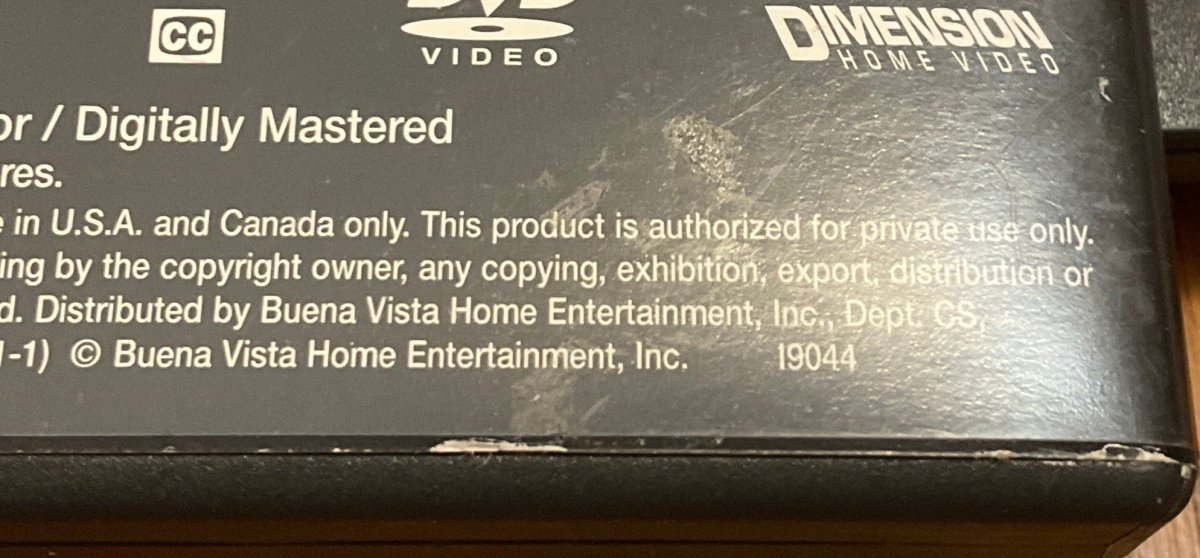 CC
VIDEO
DIMENSION
HOME VIDEO
or / Digitally Mastered
res.
in U.S.A. and Canada only. This product is authorized for private use only.
ing by the copyright owner, any copying, exhibition, export, distribution or
d. Distributed by Buena Vista Home Entertainment, Inc., Dept. CS,
-1) © Buena Vista Home Entertainment, Inc. 19044